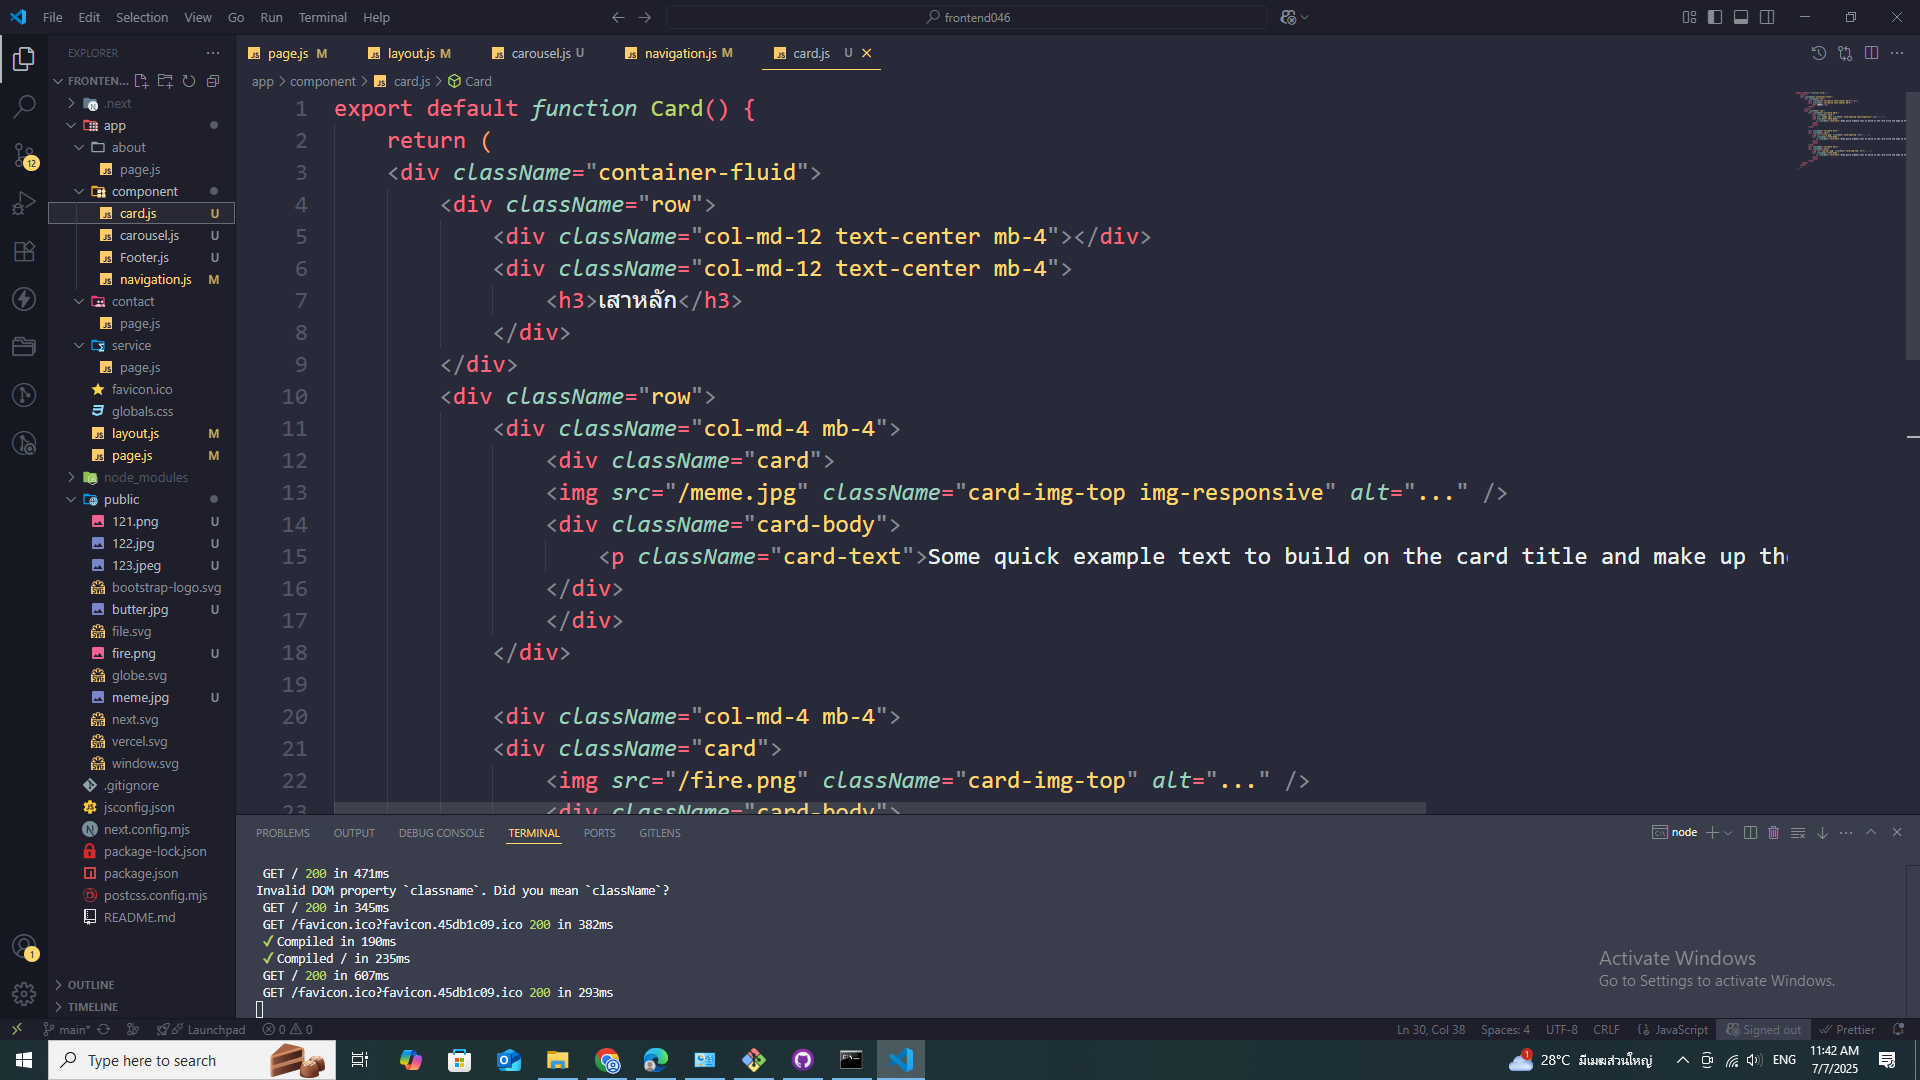 File Edit Selection View Go Run Terminal Help
frontend046
EXPLORER
FRONTEN...
.next
app
about
page.js
component
card.js U
carousel.js U
Footer.js U
navigation.js M
contact
page.js
service
page.js
favicon.ico
globals.css
layout.js M
page.js M
node_modules
public
121.png U
122.jpg U
123.jpeg U
bootstrap-logo.svg
butter.jpg U
file.svg
fire.png U
globe.svg
meme.jpg U
next.svg
vercel.svg
window.svg
.gitignore
jsconfig.json
next.config.mjs
package-lock.json
package.json
postcss.config.mjs
README.md
OUTLINE
TIMELINE
12
1
page.js M layout.js M carousel.js U navigation.js M card.js U
app > component > card.js > Card
1 export default function Card() {
2 return (
3 <div className="container-fluid">
4 <div className="row">
5 <div className="col-md-12 text-center mb-4"></div>
6 <div className="col-md-12 text-center mb-4">
7 <h3>เสาหลัก</h3>
8 </div>
9 </div>
10 <div className="row">
11 <div className="col-md-4 mb-4">
12 <div className="card">
13 <img src="/meme.jpg" className="card-img-top img-responsive" alt="..." />
14 <div className="card-body">
15 <p className="card-text">Some quick example text to build on the card title and make up the
16 </div>
17 </div>
18 </div>
19
20 <div className="col-md-4 mb-4">
21 <div className="card">
22 <img src="/fire.png" className="card-img-top" alt="..." />
23 <div className="card-body">
PROBLEMS OUTPUT DEBUG CONSOLE TERMINAL PORTS GITLENS
node
GET / 200 in 471ms
Invalid DOM property `classname`. Did you mean `className`?
GET / 200 in 345ms
GET /favicon.ico?favicon.45db1c09.ico 200 in 382ms
✓ Compiled in 190ms
✓ Compiled / in 235ms
GET / 200 in 607ms
GET /favicon.ico?favicon.45db1c09.ico 200 in 293ms
Activate Windows
Go to Settings to activate Windows.
main* Launchpad 0 0
Ln 30, Col 38 Spaces: 4 UTF-8 CRLF JavaScript Signed out Prettier
Type here to search
1 28°C มีเมฆส่วนใหญ่ ENG 11:42 AM
7/7/2025